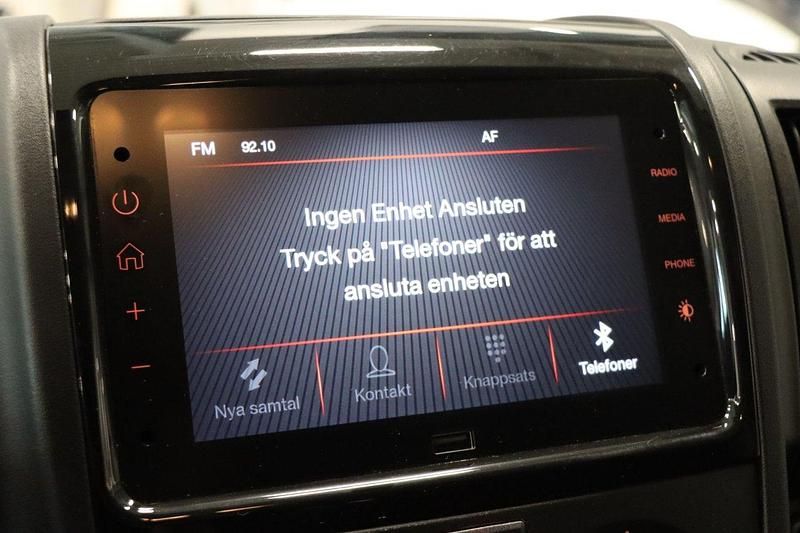 FM 92.10 AF
RADIO
MEDIA
PHONE
Ingen Enhet Ansluten
Tryck på "Telefoner" för att
ansluta enheten
Nya samtal
Kontakt
Knappsats
Telefoner